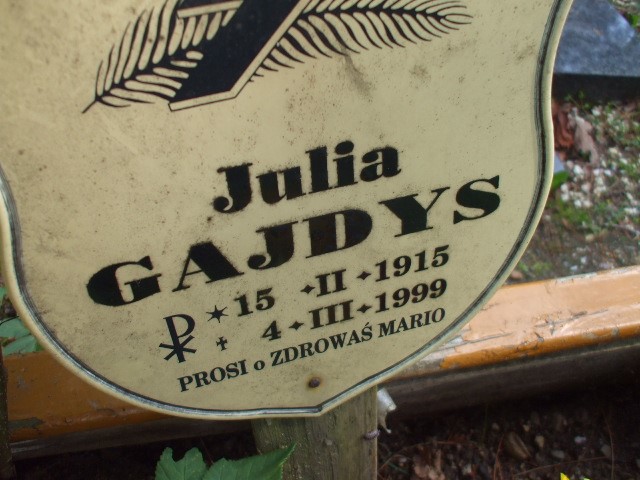 Julia
GAJDYS
* 15 + II + 1915
✝ 4 + III + 1999
PROSI o ZDROWAŚ MARIO